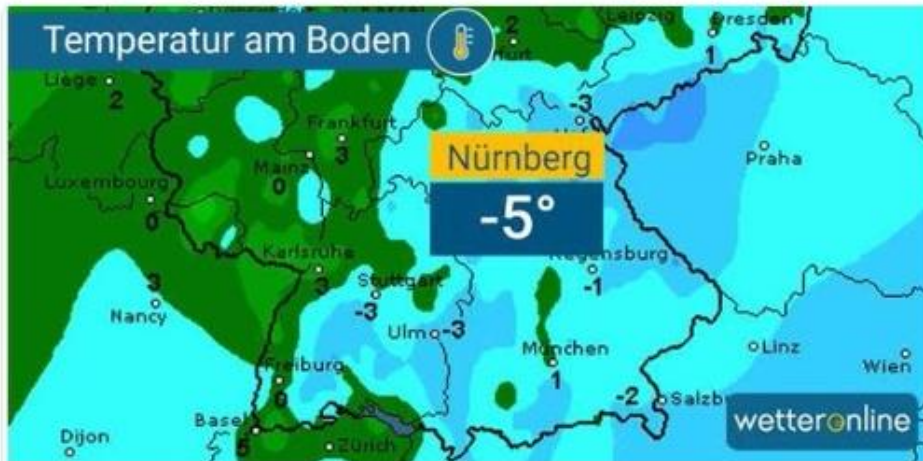 Temperatur am Boden
Leipzig
2
Dresden
1
Liege
2
Frankfurt
3
-3
Mainz
0
Nürnberg
-5°
Praha
Luxembourg
0
Karlsruhe
3
Regensburg
-1
3
Nancy
Stuttgart
-3
Ulm
-3
München
1
Linz
Wien
Freiburg
0
-2
Basel
5
Zürich
Dijon
wetteronline